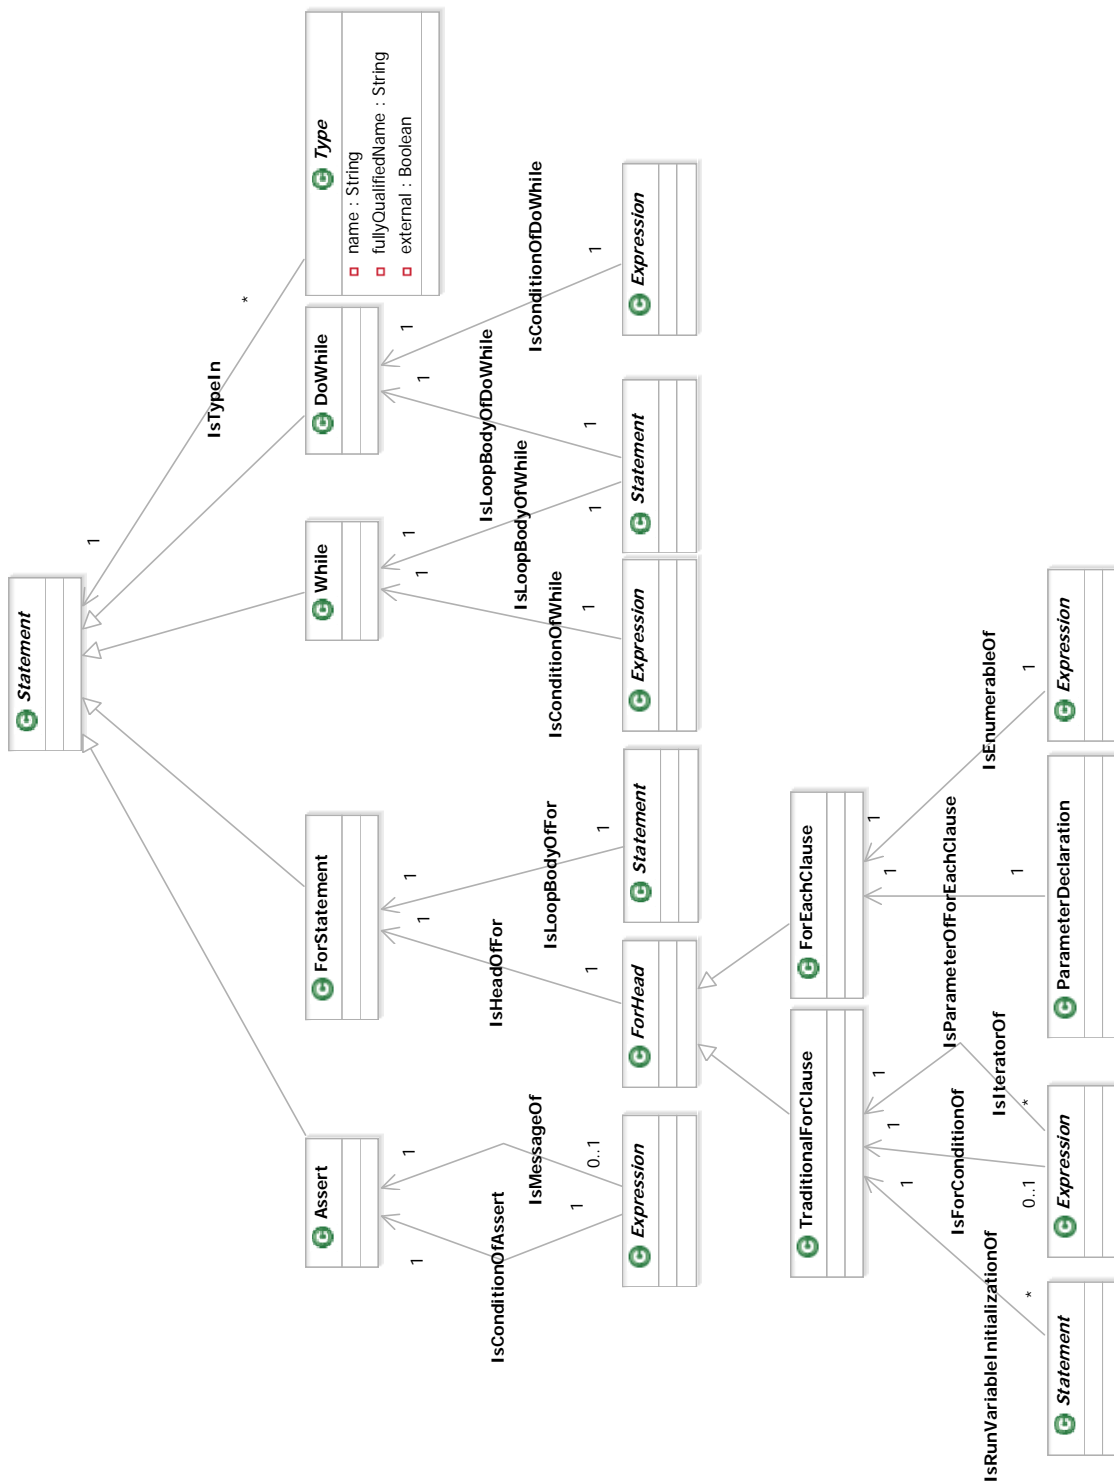 Statement
IsTypeIn
1
*
Assert
ForStatement
While
DoWhile
Type
name : String
fullyQualifiedName : String
external : Boolean
IsConditionOfAssert
1
1
IsMessageOf
1
0..1
IsHeadOfFor
1
1
IsLoopBodyOfFor
1
1
IsConditionOfWhile
1
1
IsLoopBodyOfWhile
1
1
IsLoopBodyOfDoWhile
1
1
IsConditionOfDoWhile
1
1
Expression
ForHead
Statement
Expression
Statement
Expression
TraditionalForClause
ForEachClause
IsRunVariableInitializationOf
1
*
IsForConditionOf
1
0..1
IsIteratorOf
1
*
IsParameterOfForEachClause
1
1
IsEnumerableOf
1
1
Statement
Expression
ParameterDeclaration
Expression